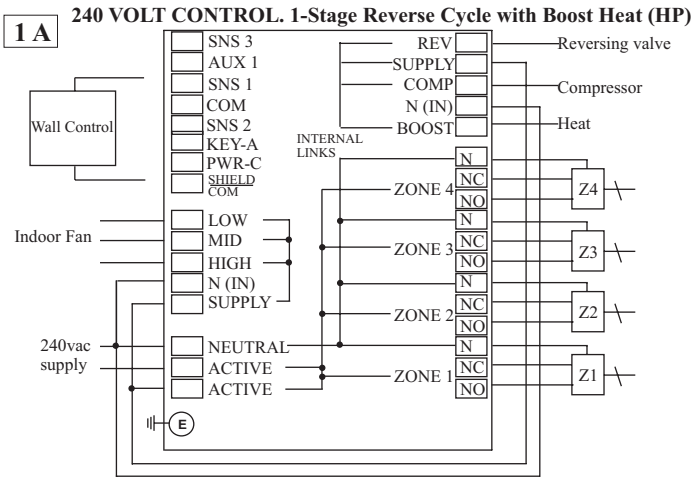 240 VOLT CONTROL. 1-Stage Reverse Cycle with Boost Heat (HP)
1 A
SNS 3
AUX 1
SNS 1
COM
SNS 2
KEY-A
PWR-C
SHIELD
COM
Wall Control
LOW
MID
HIGH
N (IN)
SUPPLY
Indoor Fan
NEUTRAL
ACTIVE
ACTIVE
240vac
supply
E
INTERNAL
LINKS
REV
SUPPLY
COMP
N (IN)
BOOST
Reversing valve
Compressor
Heat
ZONE 4
N
NC
NO
Z4
ZONE 3
N
NC
NO
Z3
ZONE 2
N
NC
NO
Z2
ZONE 1
N
NC
NO
Z1